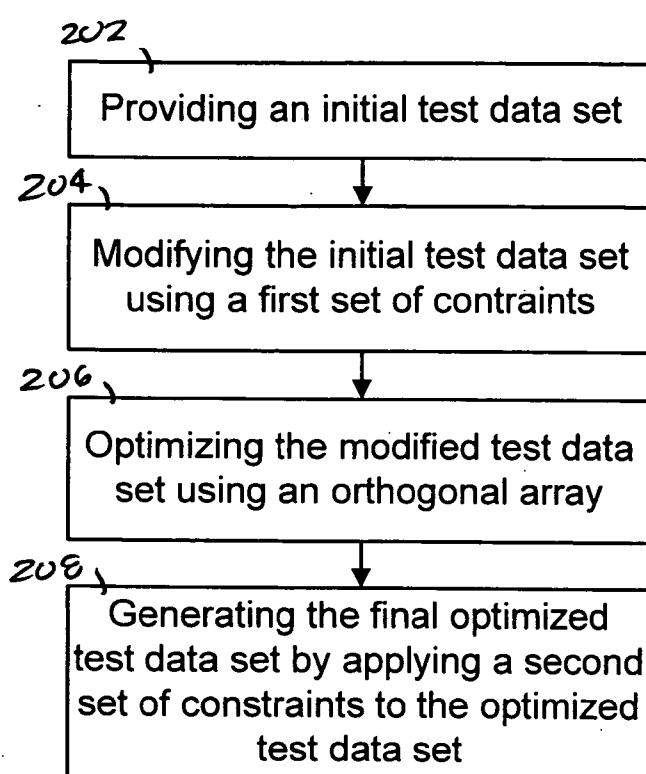 202
Providing an initial test data set
204
Modifying the initial test data set
using a first set of contraints
206
Optimizing the modified test data
set using an orthogonal array
208
Generating the final optimized
test data set by applying a second
set of constraints to the optimized
test data set